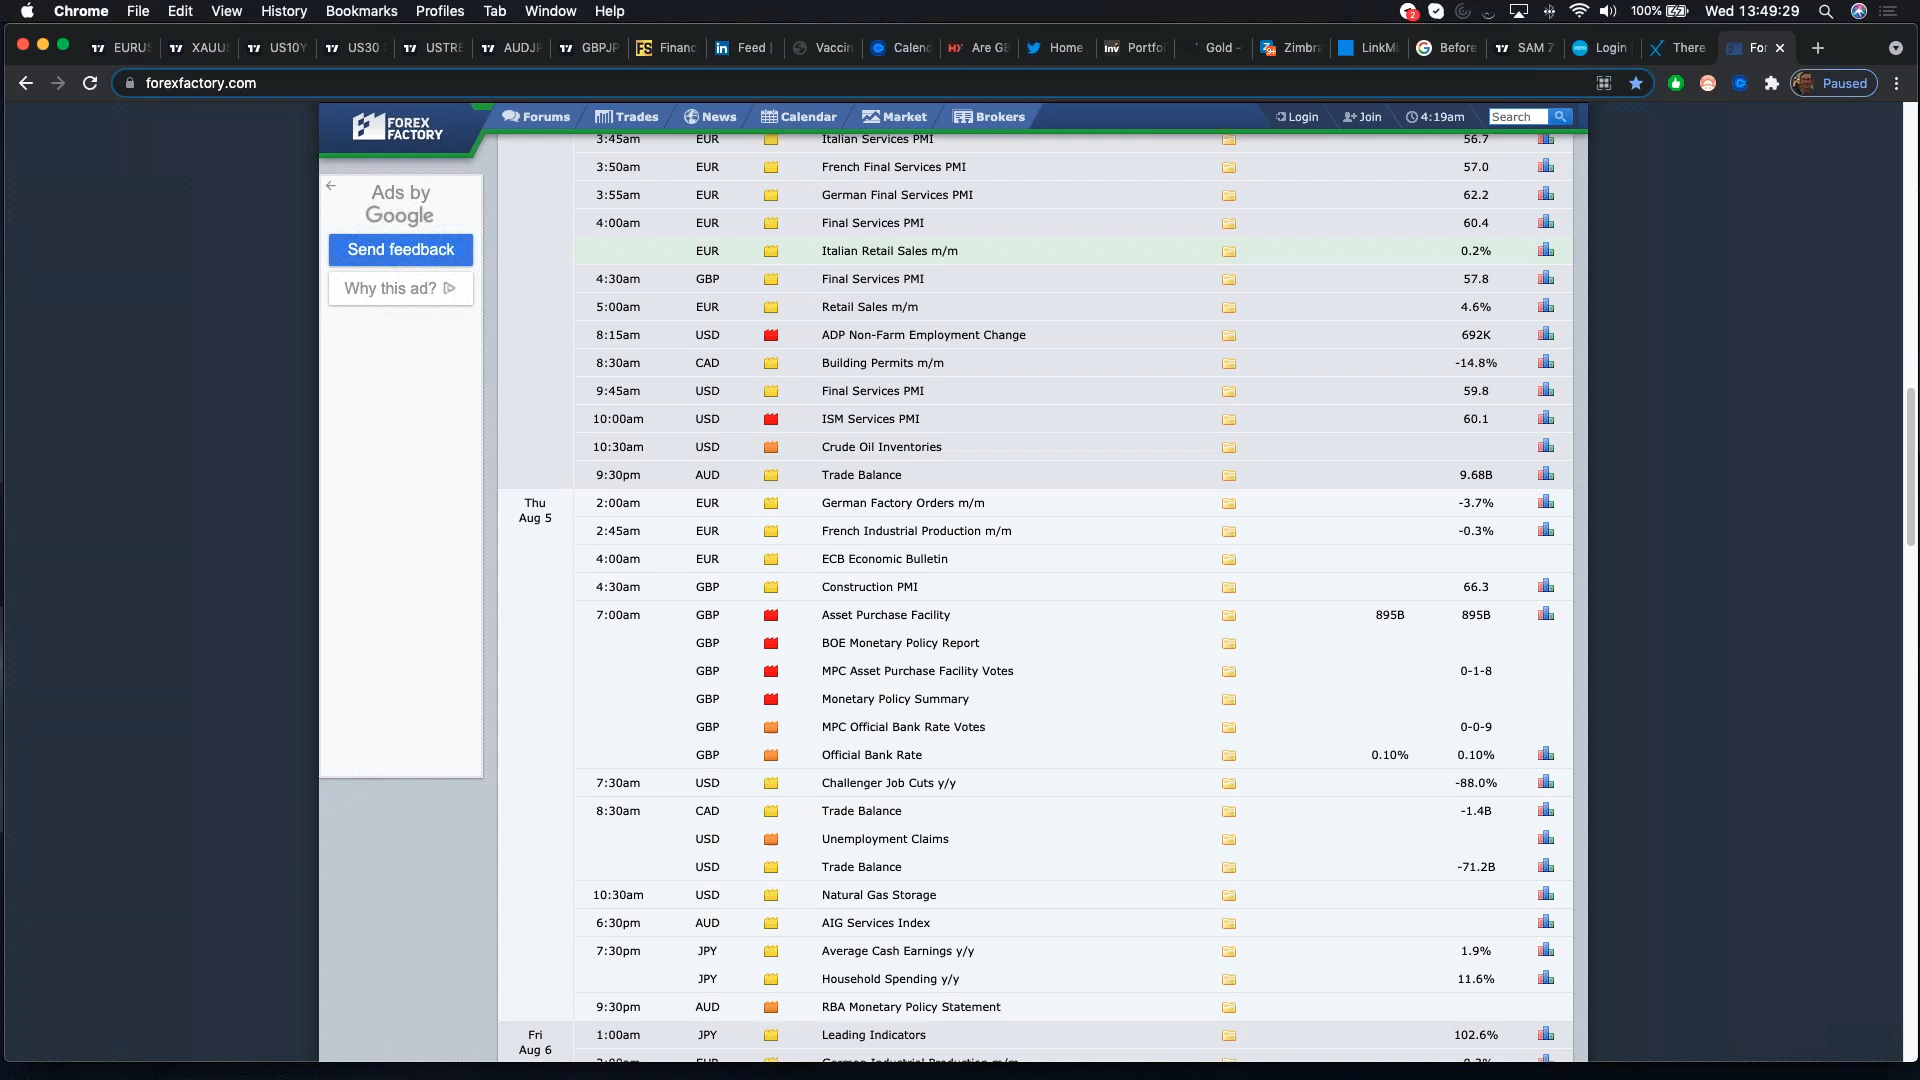 Chrome File Edit View History Bookmarks Profiles Tab Window Help 2 100% Wed 13:49:29
EURUS XAUUS US10Y US30 USTRE AUDJP GBPJP Financ Feed | Vaccin Calend Are GB Home Portfol Gold - Zimbra LinkMi Before SAM 7 Login There For
forexfactory.com Paused
FOREX FACTORY Forums Trades News Calendar Market Brokers Login Join 4:19am Search
Ads by
Google
Send feedback
Why this ad?
3:45am EUR Italian Services PMI 56.7
3:50am EUR French Final Services PMI 57.0
3:55am EUR German Final Services PMI 62.2
4:00am EUR Final Services PMI 60.4
EUR Italian Retail Sales m/m 0.2%
4:30am GBP Final Services PMI 57.8
5:00am EUR Retail Sales m/m 4.6%
8:15am USD ADP Non-Farm Employment Change 692K
8:30am CAD Building Permits m/m -14.8%
9:45am USD Final Services PMI 59.8
10:00am USD ISM Services PMI 60.1
10:30am USD Crude Oil Inventories
9:30pm AUD Trade Balance 9.68B
Thu Aug 5 2:00am EUR German Factory Orders m/m -3.7%
2:45am EUR French Industrial Production m/m -0.3%
4:00am EUR ECB Economic Bulletin
4:30am GBP Construction PMI 66.3
7:00am GBP Asset Purchase Facility 895B 895B
GBP BOE Monetary Policy Report
GBP MPC Asset Purchase Facility Votes 0-1-8
GBP Monetary Policy Summary
GBP MPC Official Bank Rate Votes 0-0-9
GBP Official Bank Rate 0.10% 0.10%
7:30am USD Challenger Job Cuts y/y -88.0%
8:30am CAD Trade Balance -1.4B
USD Unemployment Claims
USD Trade Balance -71.2B
10:30am USD Natural Gas Storage
6:30pm AUD AIG Services Index
7:30pm JPY Average Cash Earnings y/y 1.9%
JPY Household Spending y/y 11.6%
9:30pm AUD RBA Monetary Policy Statement
Fri Aug 6 1:00am JPY Leading Indicators 102.6%